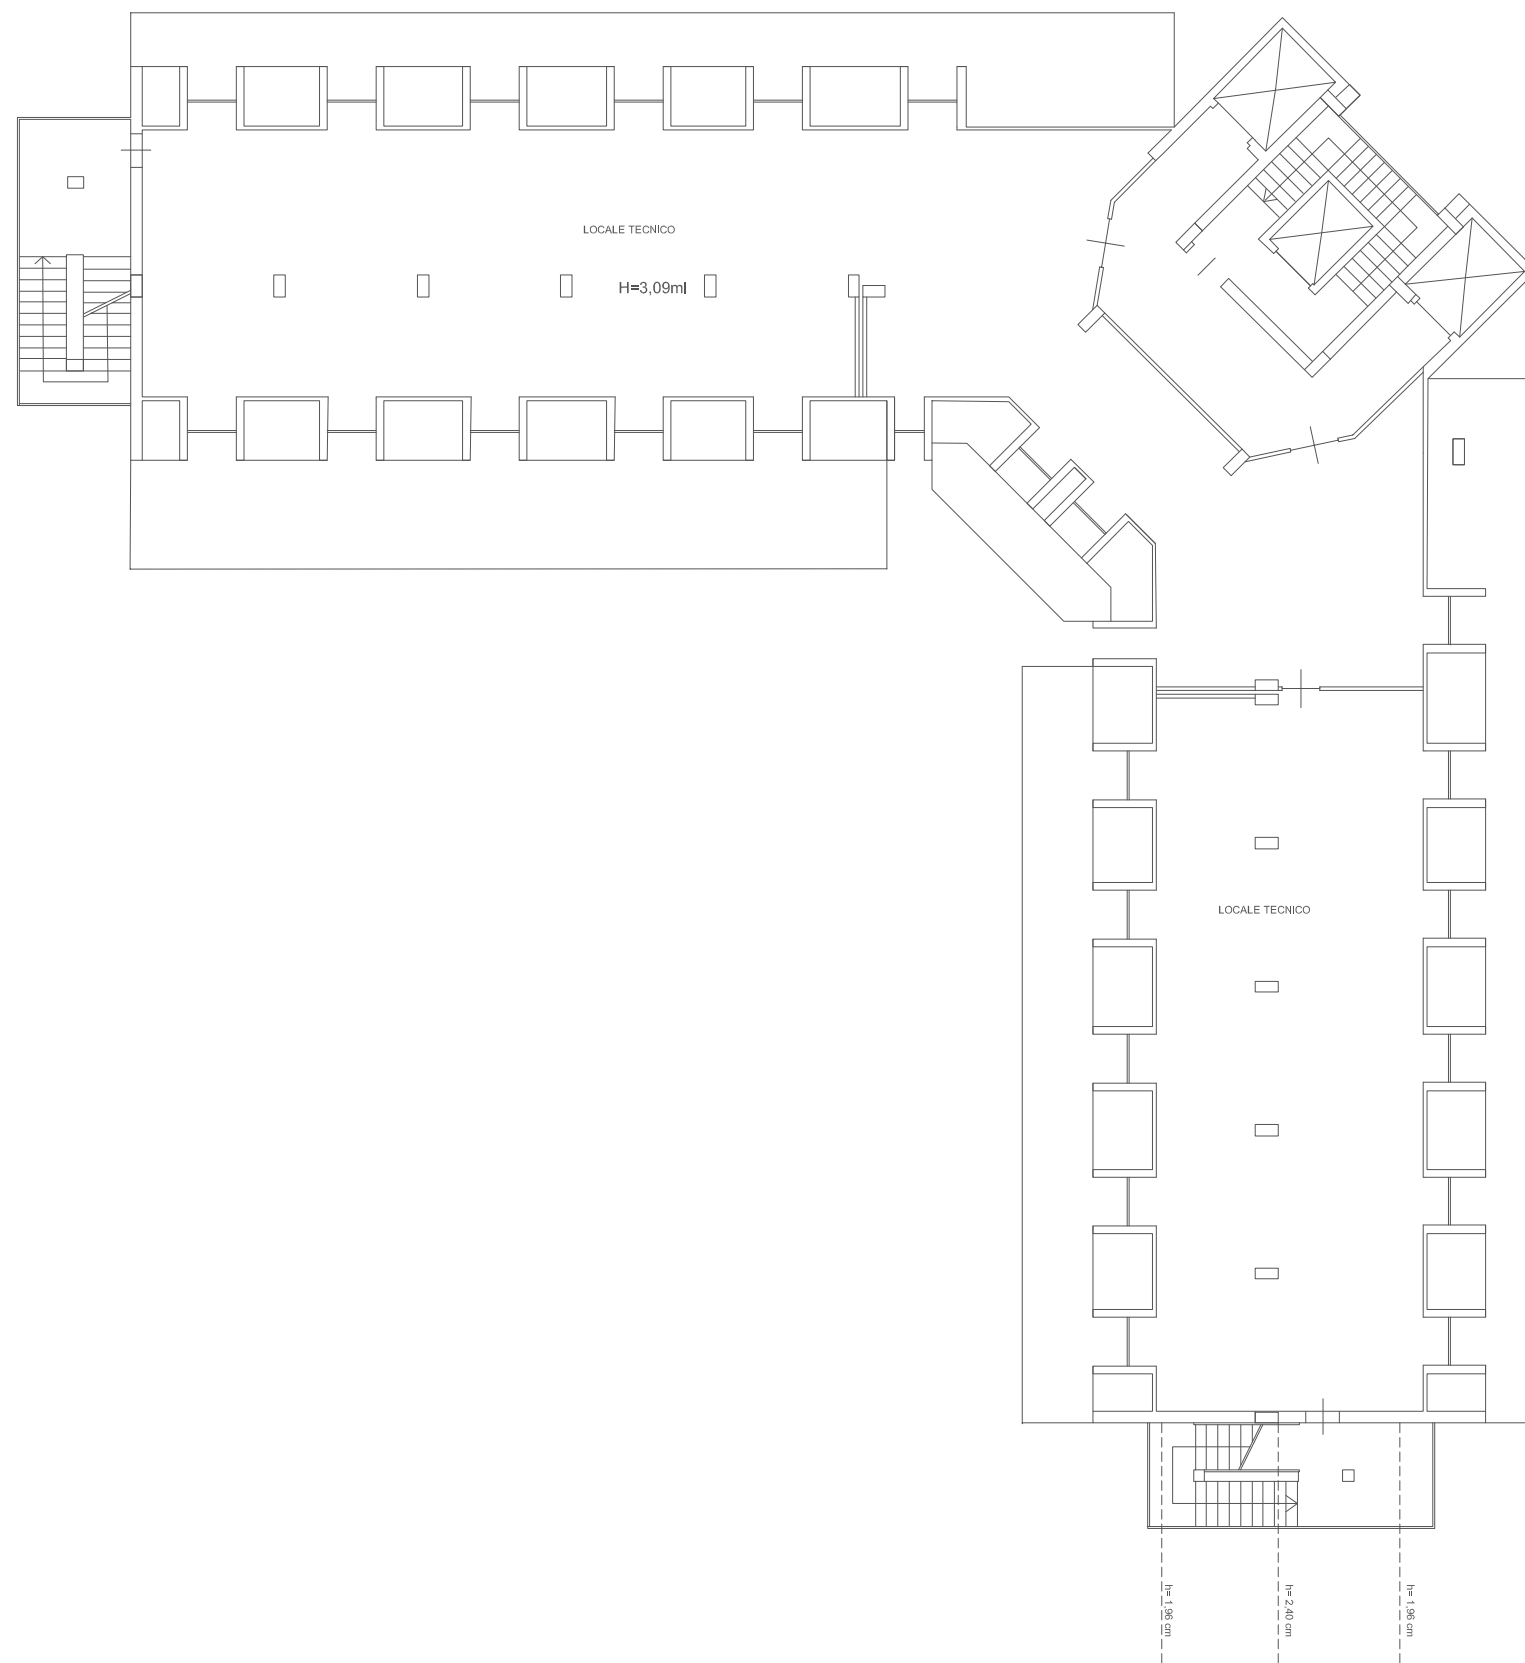 LOCALE TECNICO
H=3,09ml
LOCALE TECNICO
h= 1,96 cm
h= 2,40 cm
h= 1,96 cm